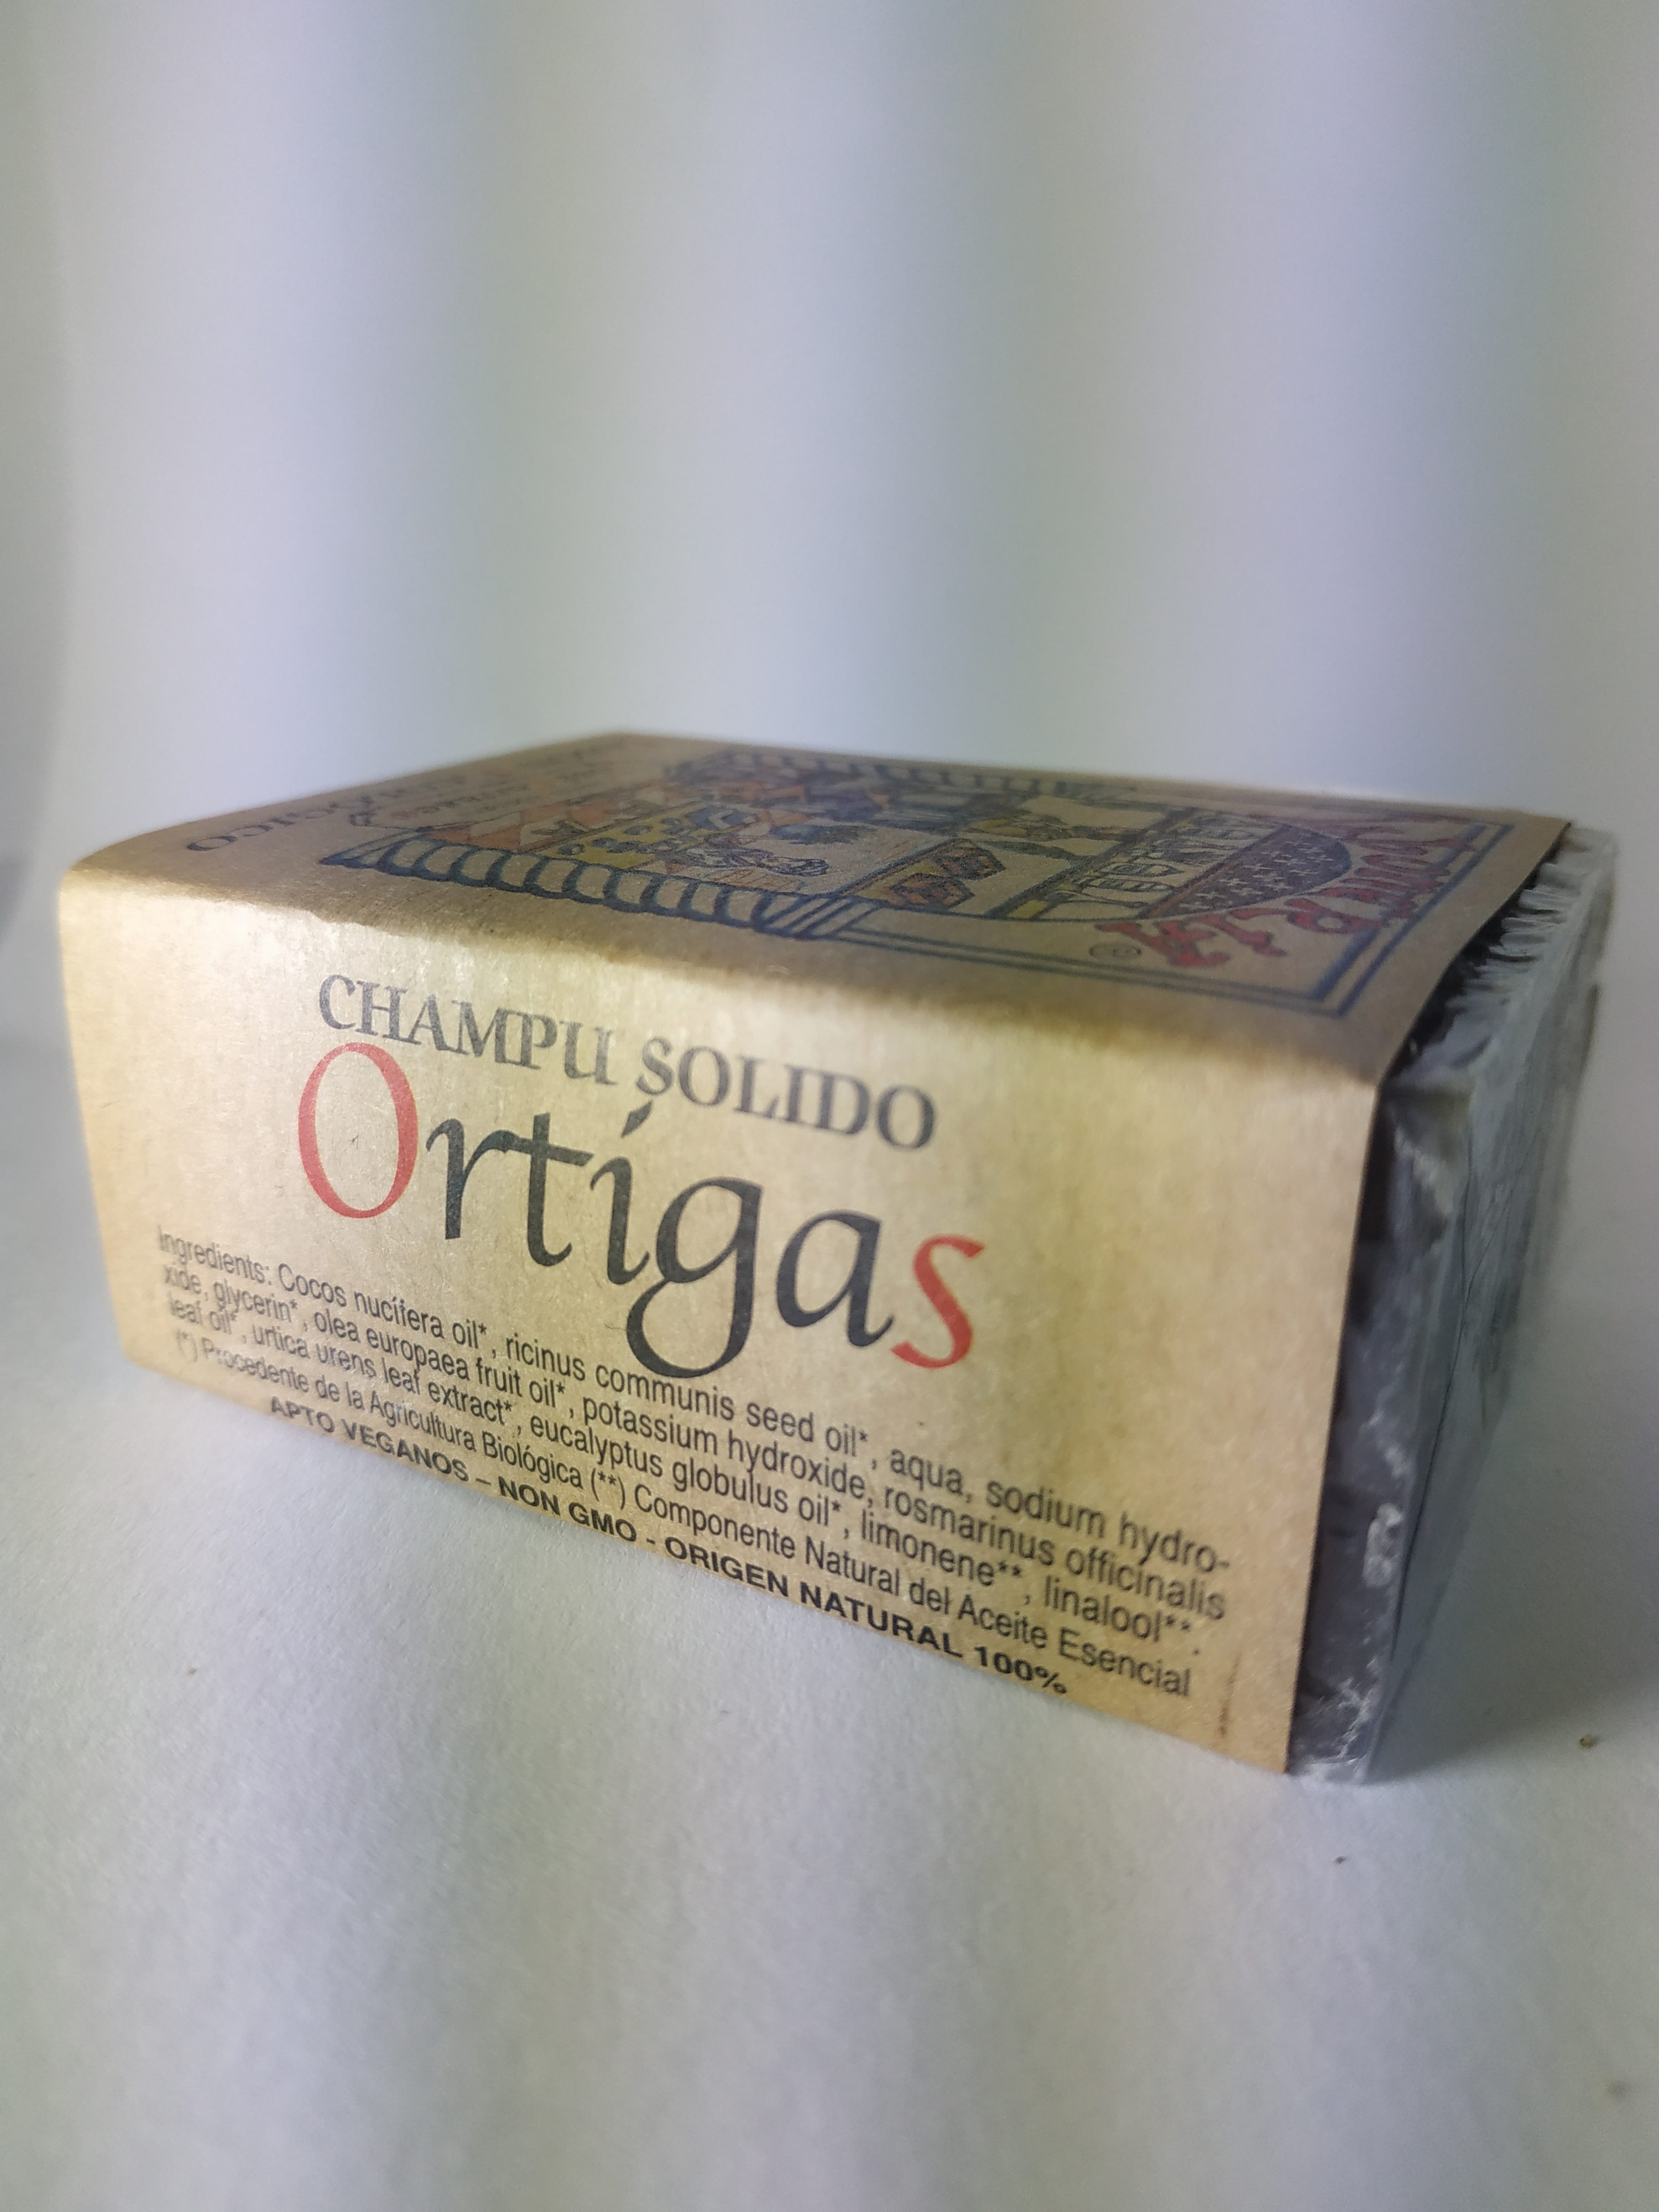 CHAMPU SOLIDO
Ortigas
Ingredients: Cocos nucifera oil*, ricinus communis seed oil*, aqua, sodium hydro-
xide, glycerin*, olea europaea fruit oil*, potassium hydroxide, rosmarinus officinalis
leaf oil*, urtica urens leaf extract*, eucalyptus globulus oil*, limonene**, linalool**.
(*) Procedente de la Agricultura Biológica (**) Componente Natural del Aceite Esencial
APTO VEGANOS – NON GMO - ORIGEN NATURAL 100%